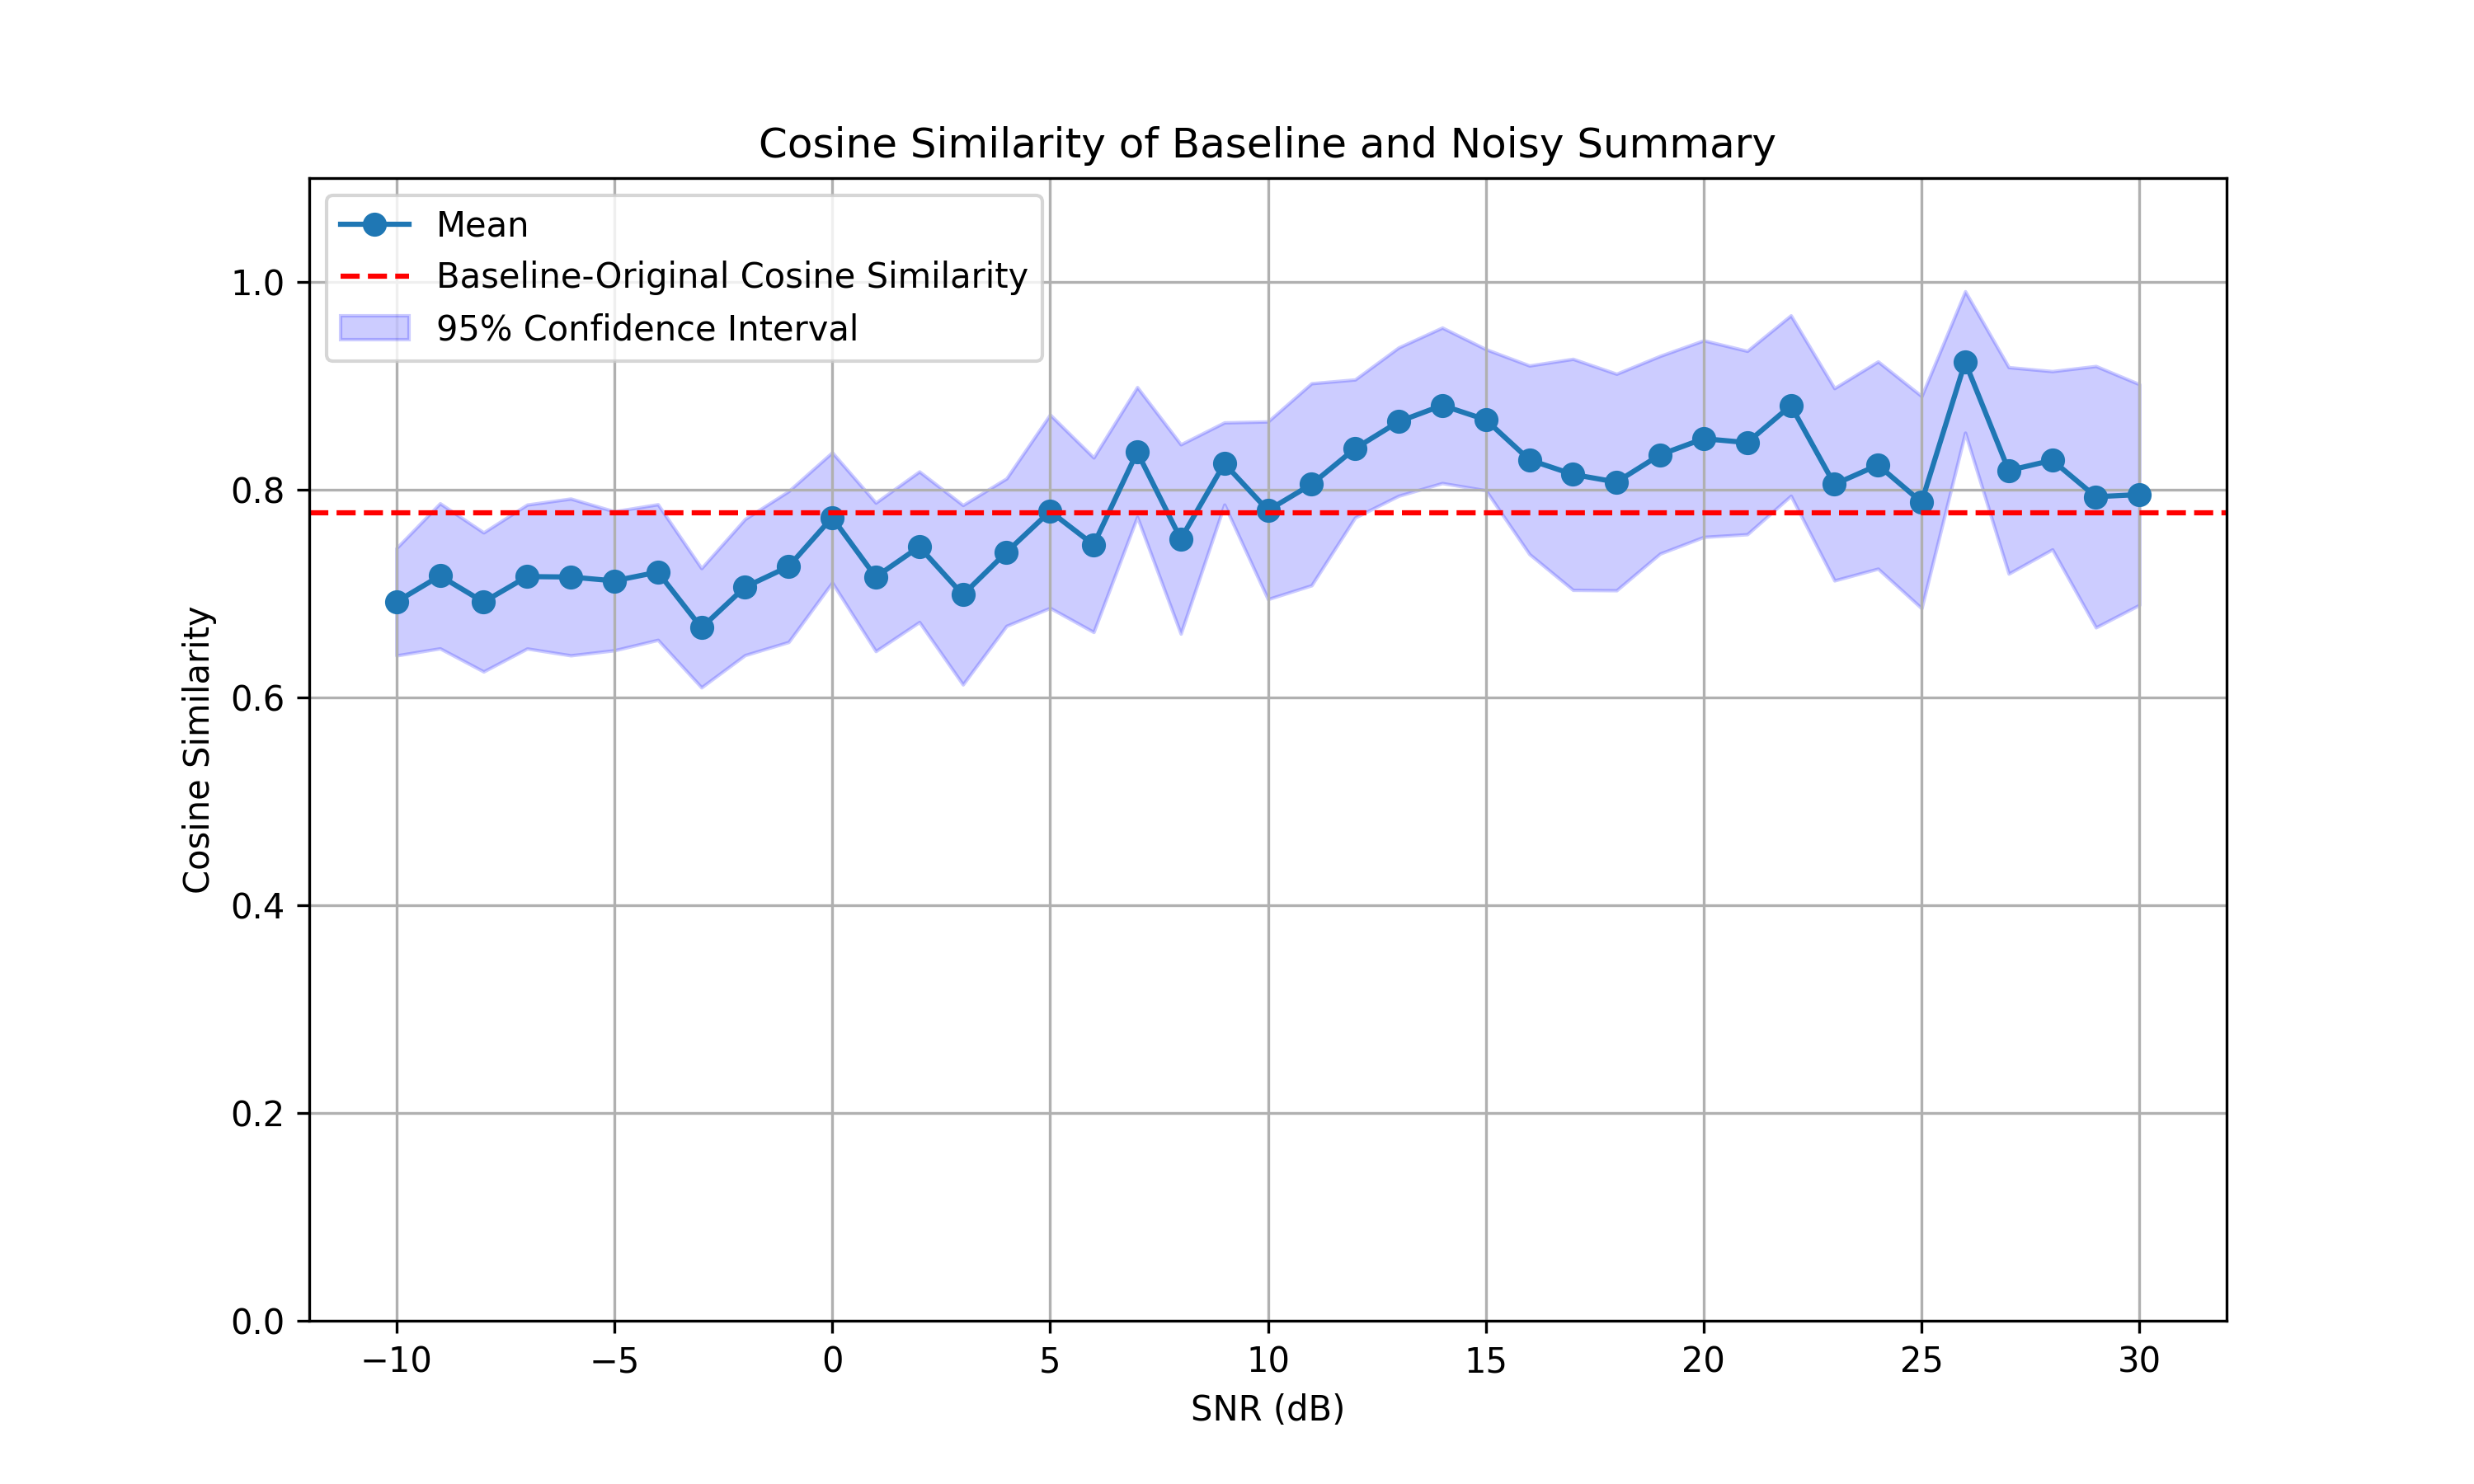 Cosine Similarity of Baseline and Noisy Summary
Mean
Baseline-Original Cosine Similarity
95% Confidence Interval
Cosine Similarity
1.0
0.8
0.6
0.4
0.2
0.0
−10 −5 0 5 10 15 20 25 30
SNR (dB)